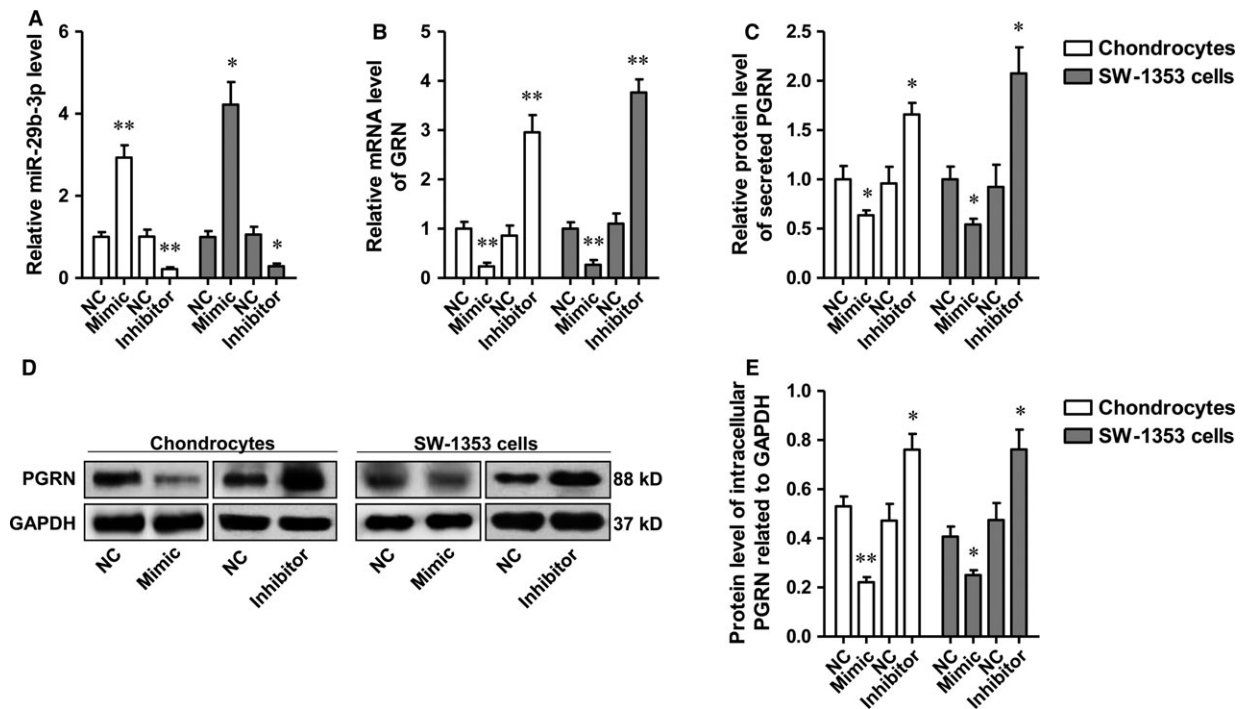 A
Relative miR-29b-3p level
6
4
2
0
NC
Mimic
NC
Inhibitor
NC
Mimic
NC
Inhibitor
**
**
*
*
B
Relative mRNA level
of GRN
5
4
3
2
1
0
NC
Mimic
NC
Inhibitor
NC
Mimic
NC
Inhibitor
**
**
**
**
C
Relative protein level
of secreted PGRN
2.5
2.0
1.5
1.0
0.5
0.0
NC
Mimic
NC
Inhibitor
NC
Mimic
NC
Inhibitor
*
*
*
*
Chondrocytes
SW-1353 cells
D
Chondrocytes
SW-1353 cells
PGRN
88 kD
GAPDH
37 kD
NC
Mimic
NC
Inhibitor
NC
Mimic
NC
Inhibitor
E
Protein level of intracellular
PGRN related to GAPDH
1.0
0.8
0.6
0.4
0.2
0.0
NC
Mimic
NC
Inhibitor
NC
Mimic
NC
Inhibitor
**
*
*
*
Chondrocytes
SW-1353 cells